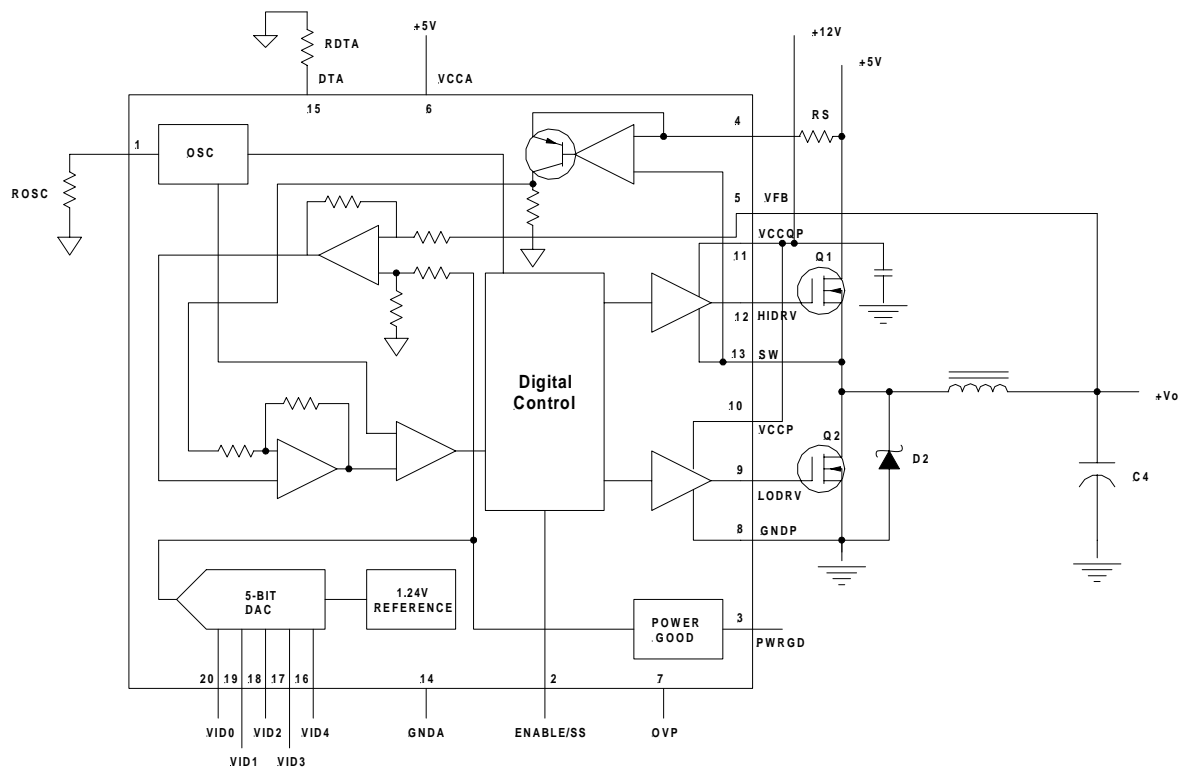 +5V
+12V
RDTA
+5V
DTA
VCCA
15
6
RS
4
1
OSC
ROSC
5
VFB
VCCQP
11
Q1
12
HIDRV
13
SW
Digital
Control
10
+Vo
VCCP
Q2
9
D2
C4
LODRV
8
GNDP
5-BIT
DAC
1.24V
REFERENCE
POWER
GOOD
3
PWRGD
20
19
18
17
16
14
2
7
VID0
VID2
VID4
GNDA
ENABLE/SS
OVP
VID1
VID3